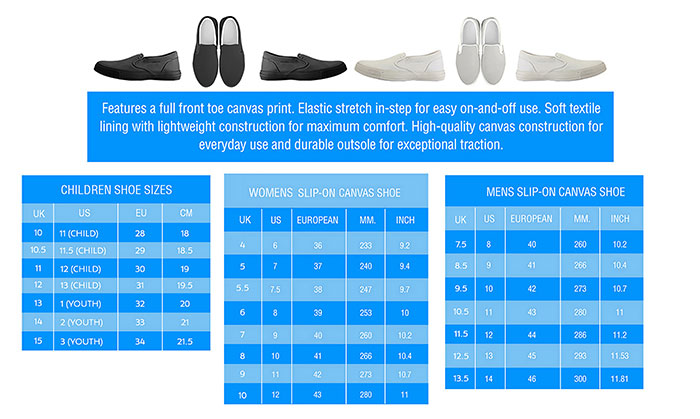 Features a full front toe canvas print. Elastic stretch in-step for easy on-and-off use. Soft textile
lining with lightweight construction for maximum comfort. High-quality canvas construction for
everyday use and durable outsole for exceptional traction.
CHILDREN SHOE SIZES
UK US EU CM
10 11 (CHILD) 28 18
10.5 11.5 (CHILD) 29 18.5
11 12 (CHILD) 30 19
12 13 (CHILD) 31 19.5
13 1 (YOUTH) 32 20
14 2 (YOUTH) 33 21
15 3 (YOUTH) 34 21.5
WOMENS SLIP-ON CANVAS SHOE
UK US EUROPEAN MM. INCH
4 6 36 233 9.2
5 7 37 240 9.4
5.5 7.5 38 247 9.7
6 8 39 253 10
7 9 40 260 10.2
8 10 41 266 10.4
9 11 42 273 10.7
10 12 43 280 11
MENS SLIP-ON CANVAS SHOE
UK US EUROPEAN MM. INCH
7.5 8 40 260 10.2
8.5 9 41 266 10.4
9.5 10 42 273 10.7
10.5 11 43 280 11
11.5 12 44 286 11.2
12.5 13 45 293 11.53
13.5 14 46 300 11.81